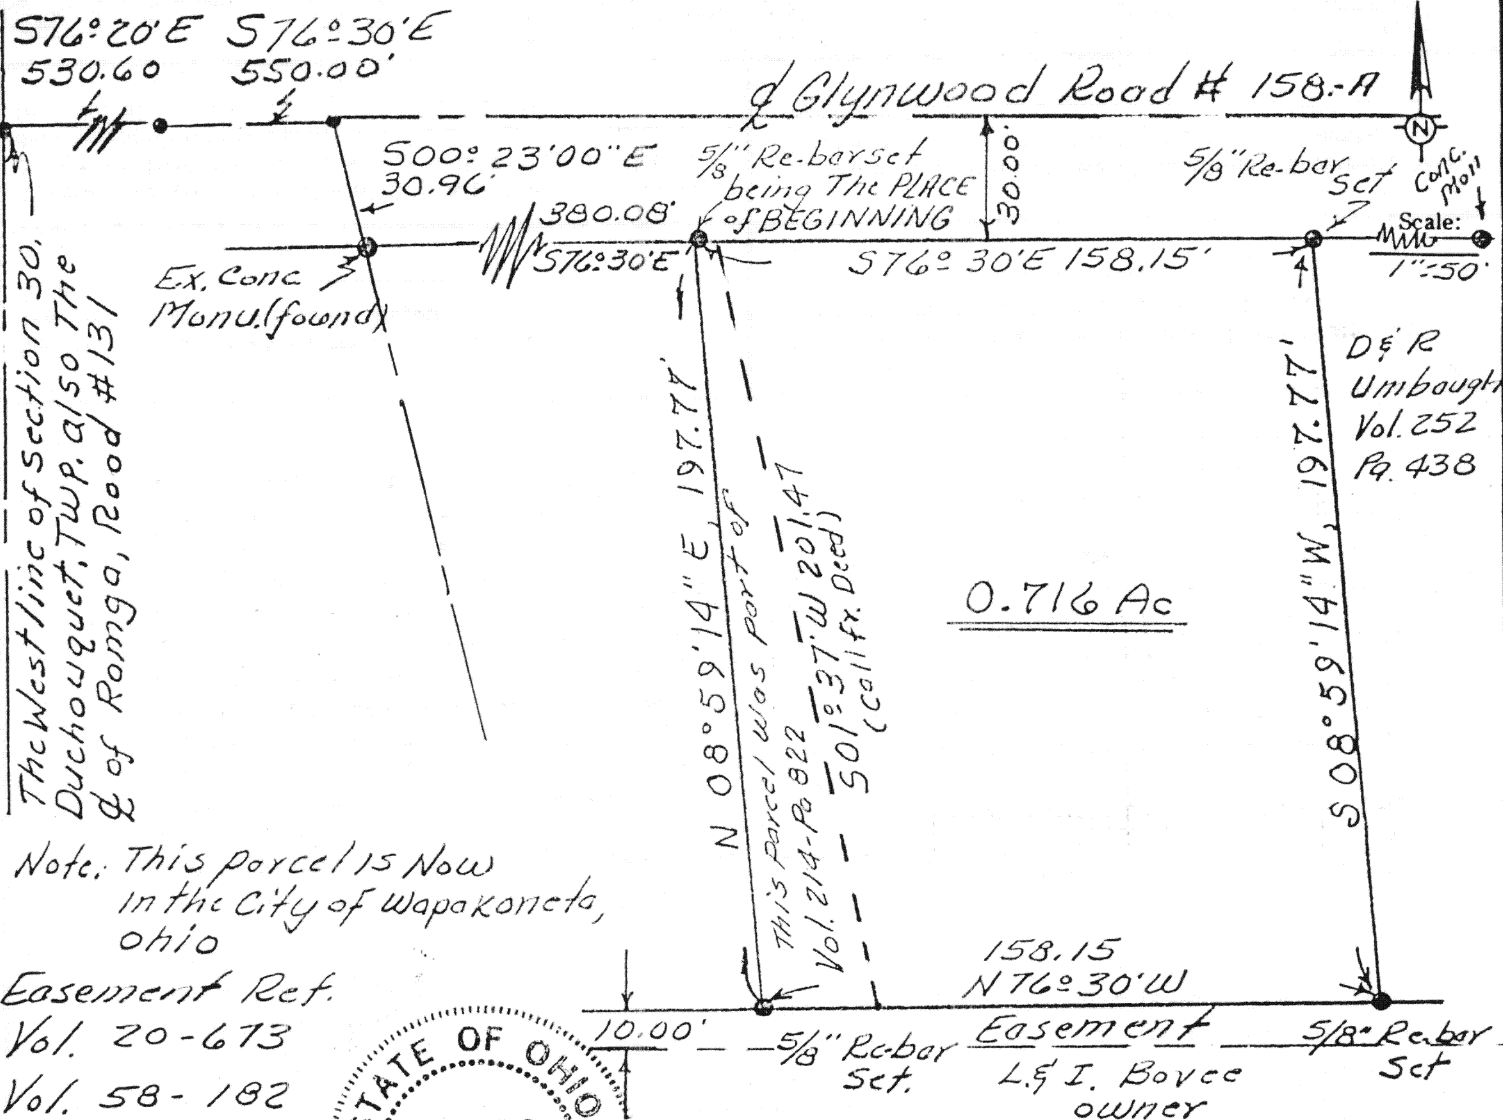 S76°20'E S76°30'E
530.60 550.00'
℄ Glynwood Road # 158-A
N
S00° 23'00"E
30.96'
5/8" Re-bar set
being The PLACE
of BEGINNING
30.00'
5/8" Re-bar
Set
Conc.
Mon
Scale:
1"=50'
380.08'
S76°30'E
S76° 30'E 158.15'
Ex. Conc
Monu.(found)
The West line of Section 30,
Duchouquet, Twp. also The
℄ of Romga, Road #131
D & R
Umbaugh
Vol. 252
Pg. 438
N 08°59'14"E, 197.77'
This parcel was part of
Vol. 214-Pg 822
S01°37'W 201.47
(call fr. Deed)
0.716 Ac
S 08°59'14"W, 197.77'
Note: This parcel is Now
in the City of Wapakoneta,
ohio
Easement Ref.
Vol. 20-673
Vol. 58-182
STATE OF OHIO
10.00'
158.15
N 76°30'W
5/8" Re-bar
Set.
Easement
L & I. Boyce
owner
5/8" Re-bar
Set